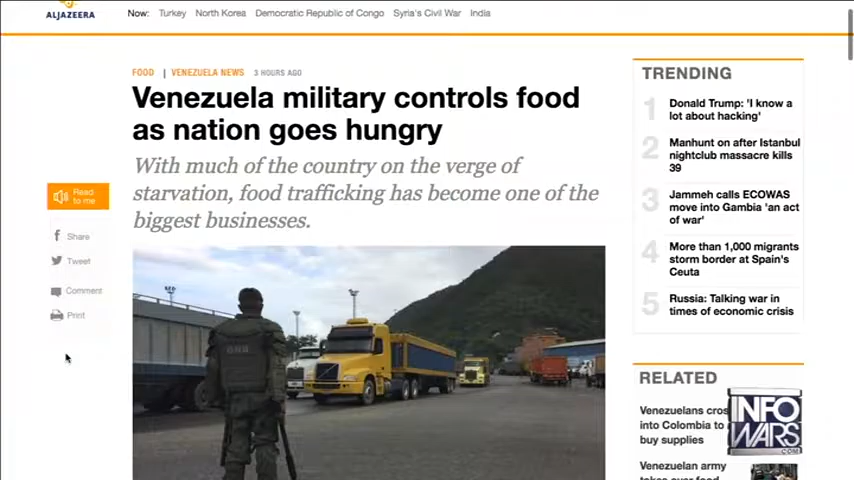 ALJAZEERA
Now: Turkey North Korea Democratic Republic of Congo Syria's Civil War India
FOOD | VENEZUELA NEWS 3 HOURS AGO
Venezuela military controls food
as nation goes hungry
With much of the country on the verge of
starvation, food trafficking has become one of the
biggest businesses.
Read
to me
Share
Tweet
Comment
Print
GNB
TRENDING
1 Donald Trump: 'I know a
lot about hacking'
2 Manhunt on after Istanbul
nightclub massacre kills
39
3 Jammeh calls ECOWAS
move into Gambia 'an act
of war'
4 More than 1,000 migrants
storm border at Spain's
Ceuta
5 Russia: Talking war in
times of economic crisis
RELATED
Venezuelans cros
into Colombia to
buy supplies
Venezuelan army
takes over food
INFO
WARS
.COM